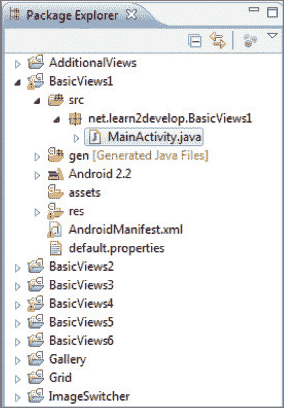 Package Explorer
AdditionalViews
BasicViews1
src
net.learn2develop.BasicViews1
MainActivity.java
gen [Generated Java Files]
Android 2.2
assets
res
AndroidManifest.xml
default.properties
BasicViews2
BasicViews3
BasicViews4
BasicViews5
BasicViews6
Gallery
Grid
ImageSwitcher